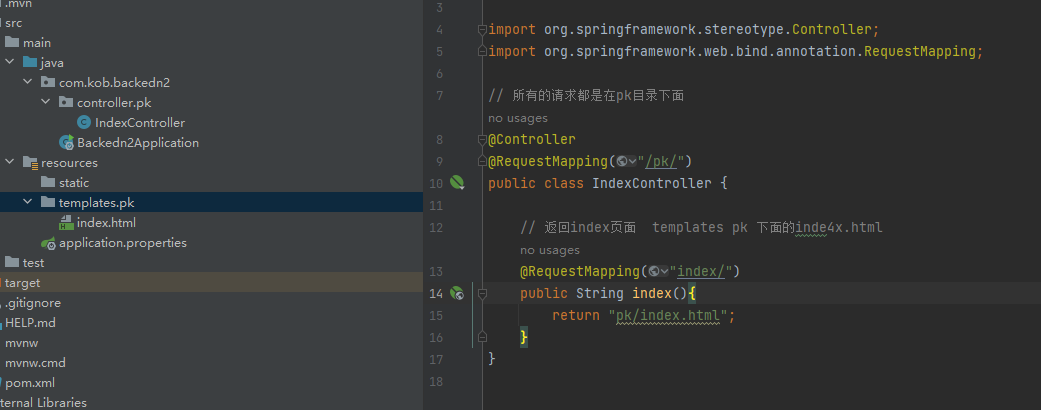 .mvn
src
main
java
com.kob.backedn2
controller.pk
IndexController
Backedn2Application
resources
static
templates.pk
index.html
application.properties
test
target
.gitignore
HELP.md
mvnw
mvnw.cmd
pom.xml
ternal Libraries
3
4 import org.springframework.stereotype.Controller;
5 import org.springframework.web.bind.annotation.RequestMapping;
6
7 // 所有的请求都是在pk目录下面
no usages
8 @Controller
9 @RequestMapping("/pk/")
10 public class IndexController {
11
12 // 返回index页面 templates pk 下面的inde4x.html
no usages
13 @RequestMapping("index/")
14 public String index(){
15 return "pk/index.html";
16 }
17 }
18